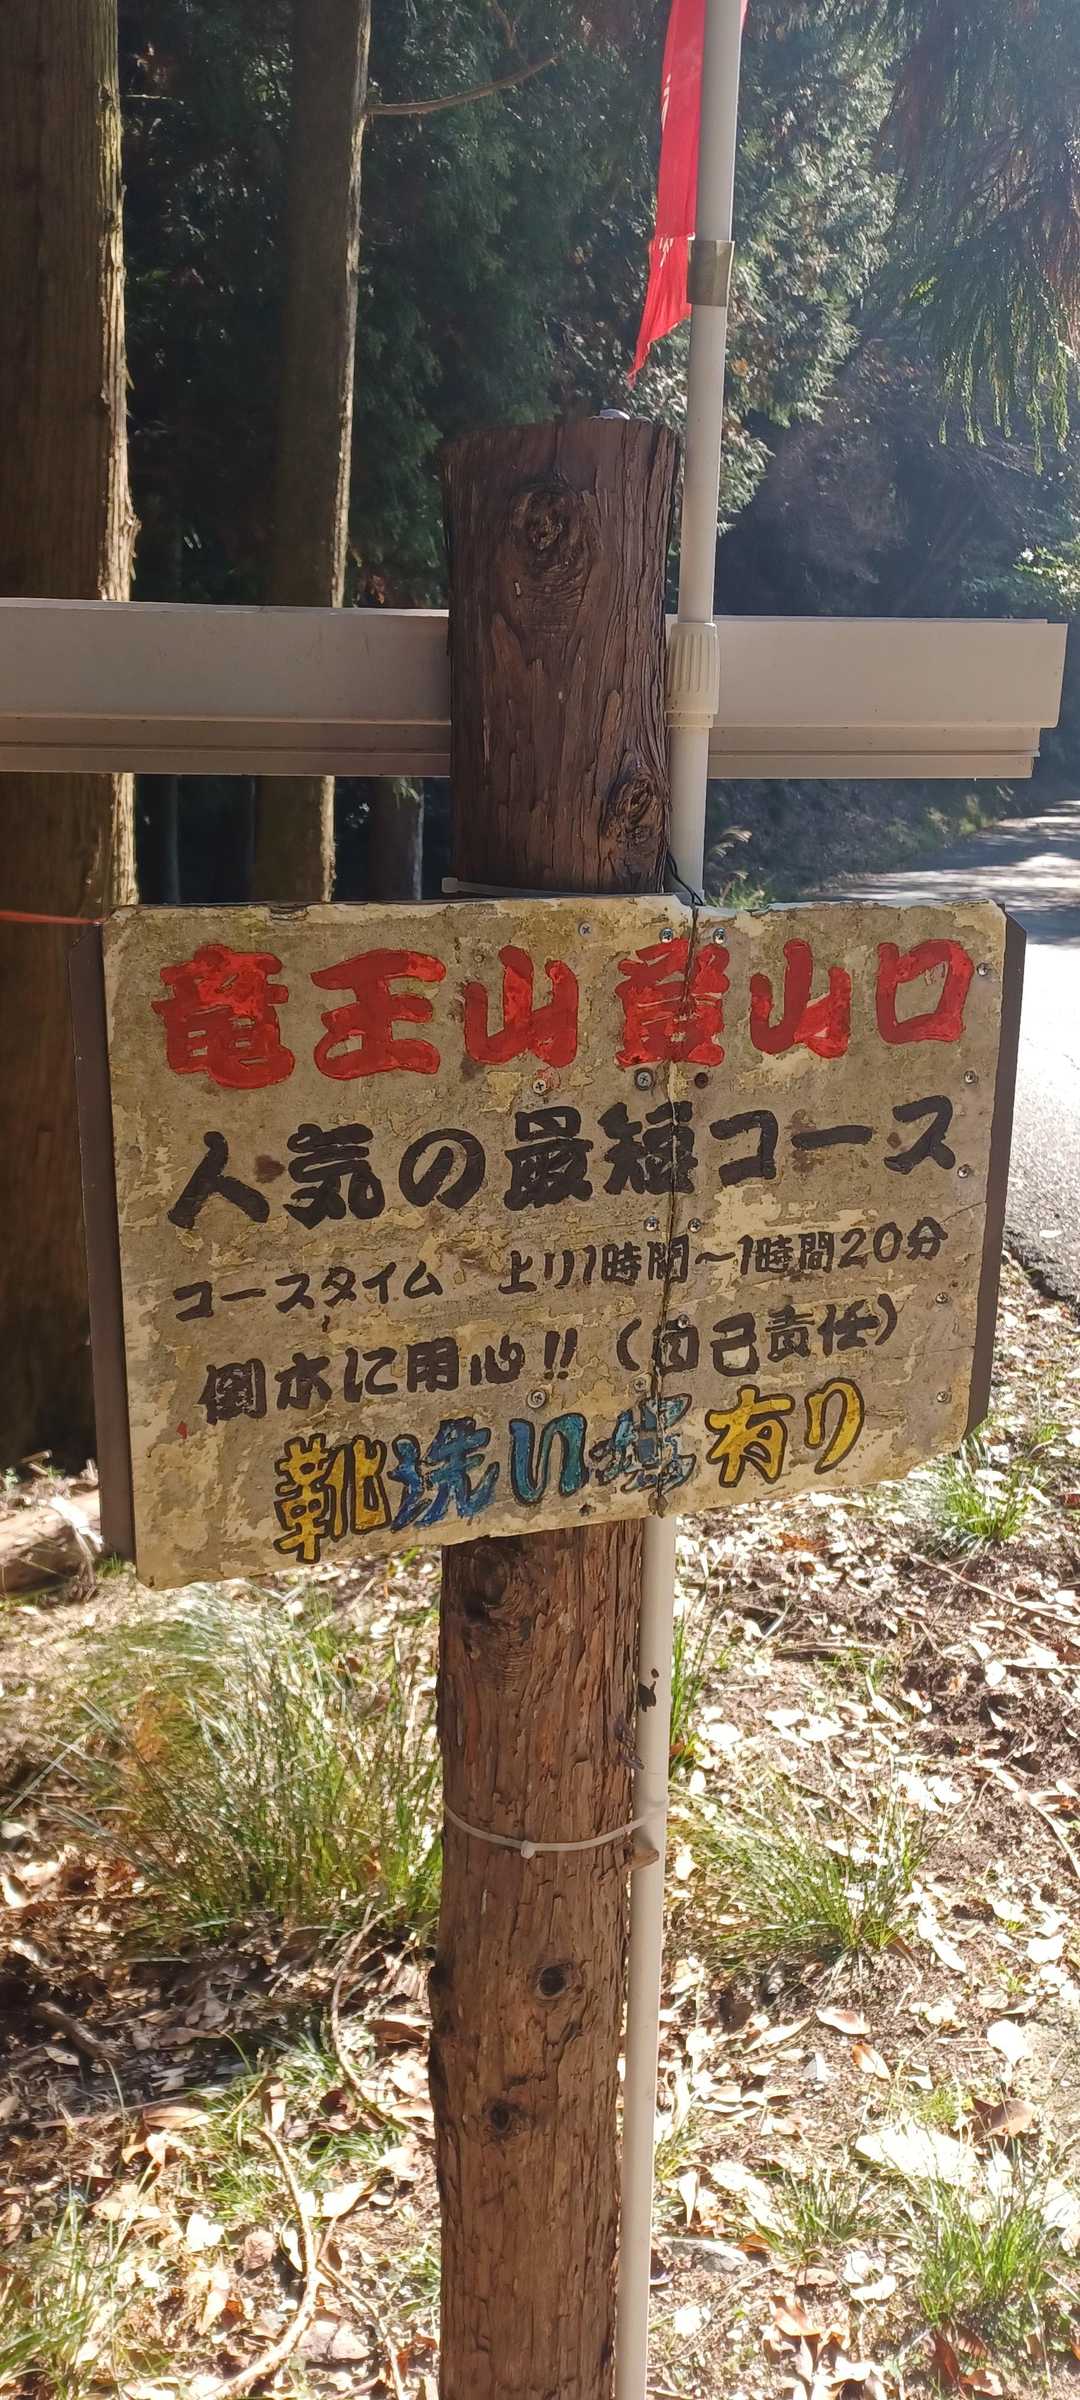 竜王山登山口
人気の最短コース
コースタイム 上り1時間～1時間20分
倒木に用心!!(自己責任)
靴洗い場有り